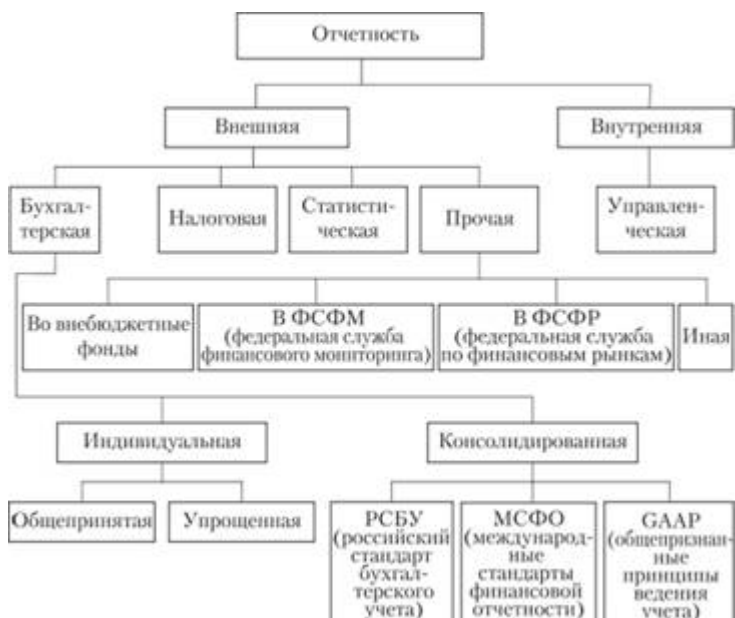 Отчетность
Внешняя
Внутренняя
Бухгал-
терская
Налоговая
Статисти-
ческая
Прочая
Управлен-
ческая
Во внебюджетные
фонды
В ФСФМ
(федеральная служба
финансового мониторинга)
В ФСФР
(федеральная служба
по финансовым рынкам)
Иная
Индивидуальная
Консолидированная
Общепринятая
Упрощенная
РСБУ
(российский
стандарт
бухгал-
терского
учета)
МСФО
(международ-
ные
стандарты
финансовой
отчетности)
GAAP
(общепризнан-
ные
принципы
ведения
учета)